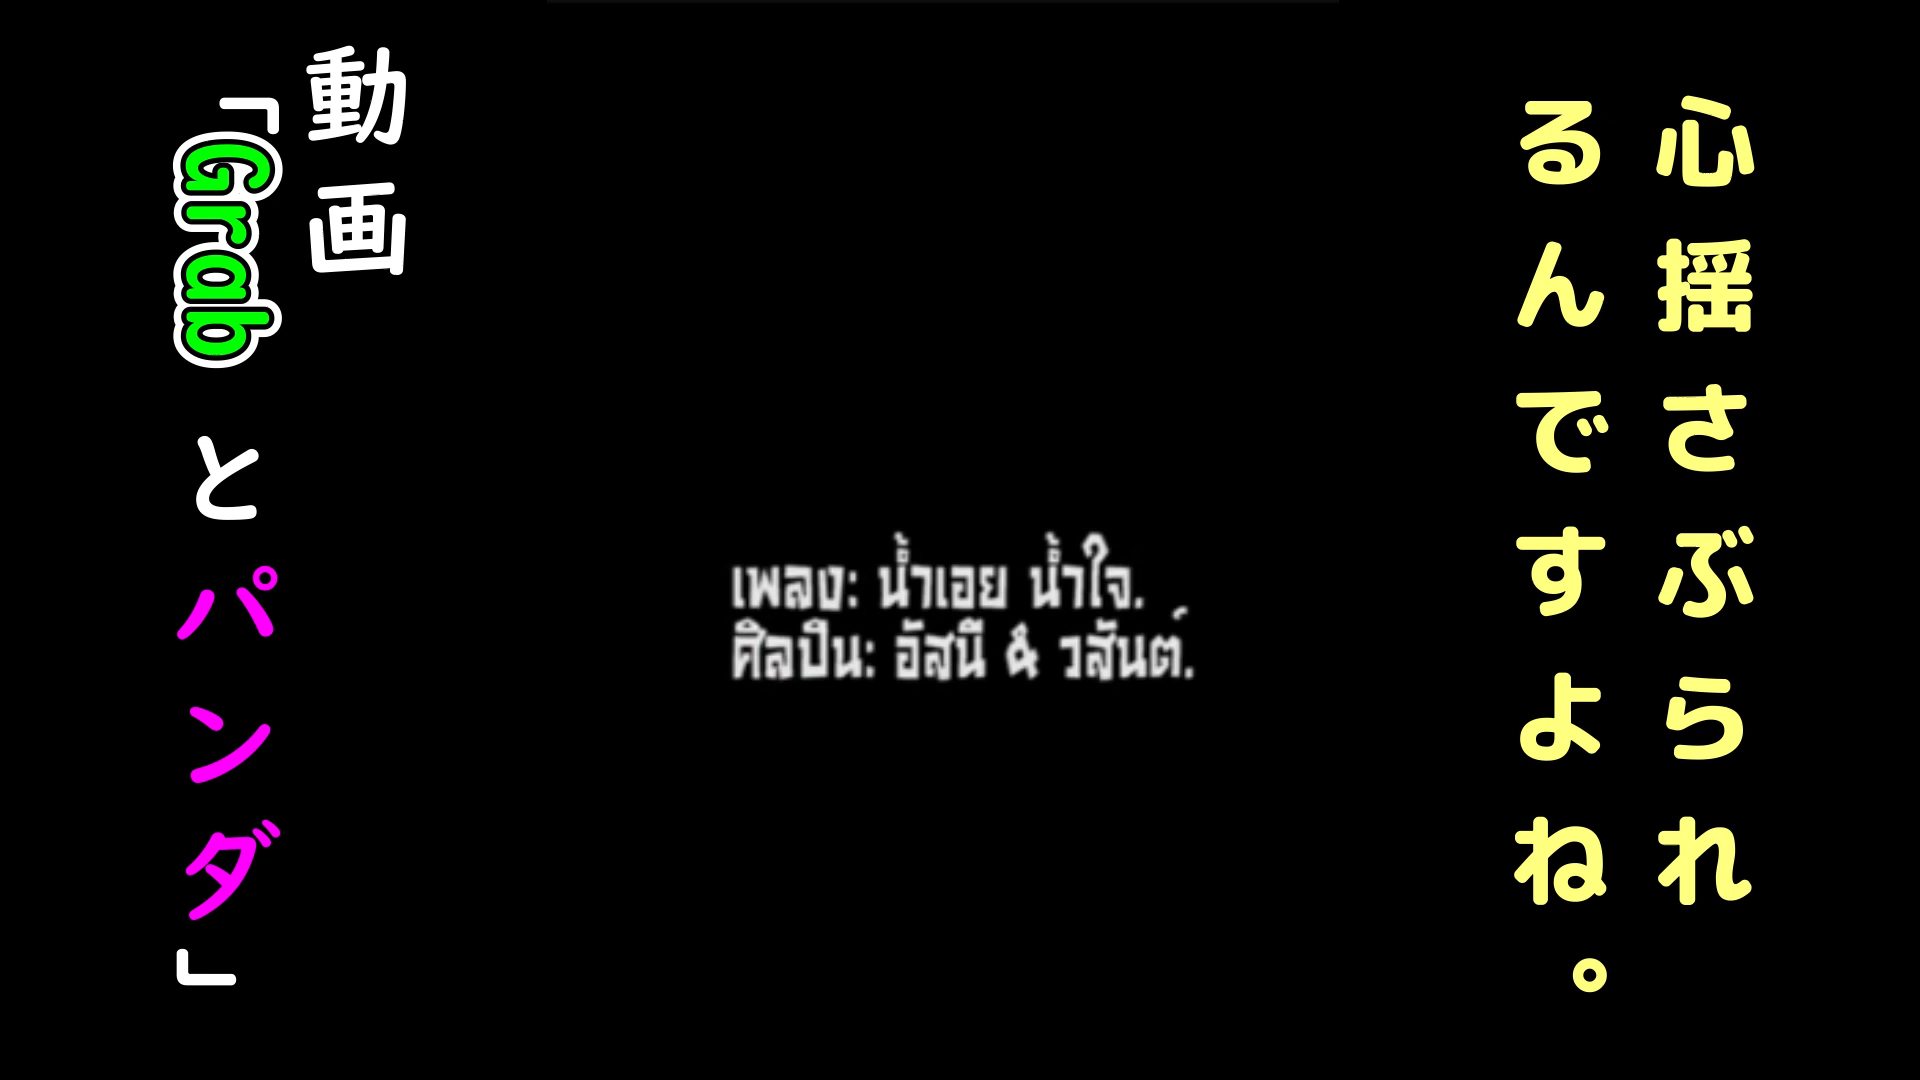 心揺さぶられ
るんですよね。
動画
「Grabとパンダ」
เพลง: น้ำเอย น้ำใจ.
ศิลปิน: อัสนี & วสันต์.